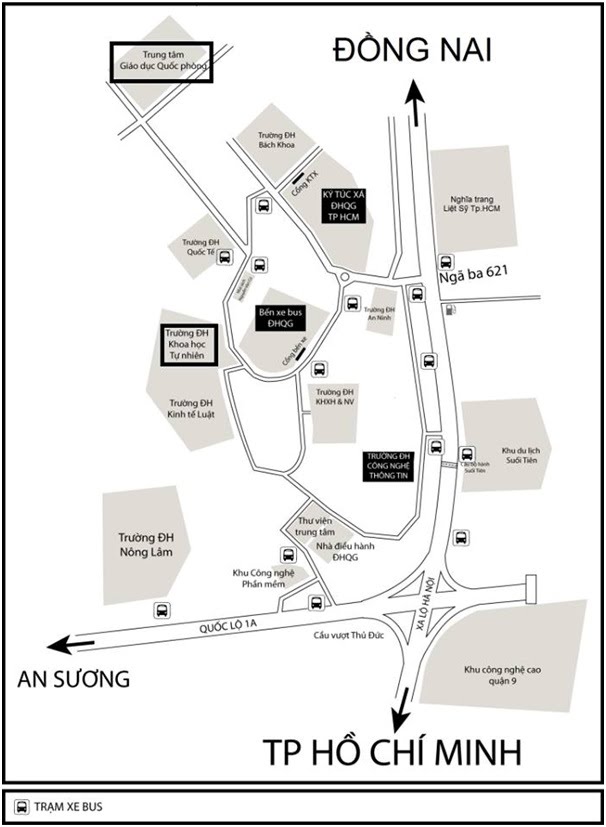 ĐỒNG NAI
Trung tâm
Giáo dục Quốc phòng
Trường ĐH
Bách Khoa
Cổng KTX
KÝ TÚC XÁ
ĐHQG
TP HCM
Nghĩa trang
Liệt Sỹ Tp.HCM
Trường ĐH
Quốc Tế
Ngã ba 621
Bến xe bus
ĐHQG
Cổng bến xe
Trường ĐH
An Ninh
Trường ĐH
Khoa học
Tự nhiên
Trường ĐH
Kinh tế Luật
Trường ĐH
KHXH & NV
TRƯỜNG ĐH
CÔNG NGHỆ
THÔNG TIN
Khu du lịch
Suối Tiên
Cầu bộ hành
Suối Tiên
Trường ĐH
Nông Lâm
Thư viện
trung tâm
Nhà điều hành
ĐHQG
Khu Công nghệ
Phần mềm
QUỐC LỘ 1A
XA LỘ HÀ NỘI
Cầu vượt Thủ Đức
AN SƯƠNG
Khu công nghệ cao
quận 9
TP HỒ CHÍ MINH
TRẠM XE BUS